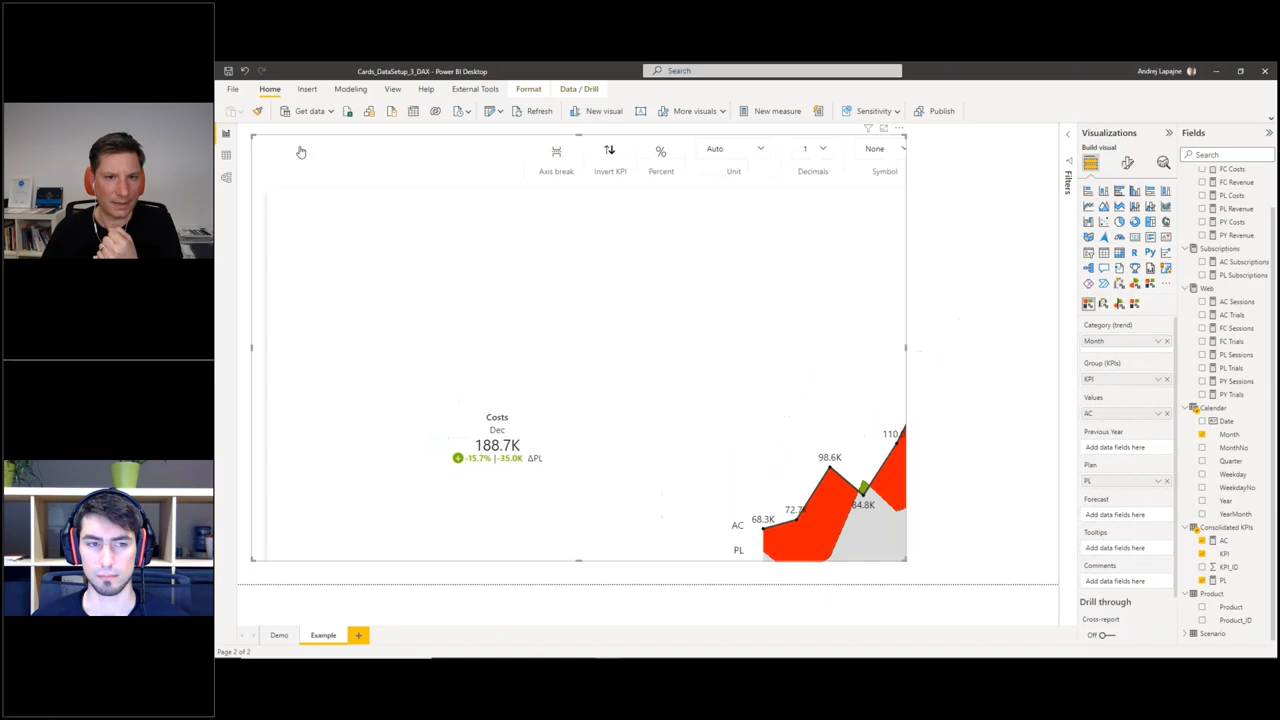 Cards_DataSetup_3_DAX - Power BI Desktop
Search
Andrej Lapajne
File
Home
Insert
Modeling
View
Help
External Tools
Format
Data / Drill
Get data
Refresh
New visual
More visuals
New measure
Sensitivity
Publish
Axis break
Invert KPI
Percent
Auto
Unit
1
Decimals
None
Symbol
Costs
Dec
188.7K
-15.7% | -35.0K ΔPL
AC
PL
68.3K
72.7
98.6K
84.8K
110.0
Filters
Visualizations
Build visual
Category (trend)
Month
Group (KPIs)
KPI
Values
AC
Previous Year
Add data fields here
Plan
PL
Forecast
Add data fields here
Tooltips
Add data fields here
Comments
Add data fields here
Drill through
Cross-report
Off
Fields
Search
FC Costs
FC Revenue
PL Costs
PL Revenue
PY Costs
PY Revenue
Subscriptions
AC Subscriptions
PL Subscriptions
Web
AC Sessions
AC Trials
FC Sessions
FC Trials
PL Sessions
PL Trials
PY Sessions
PY Trials
Calendar
Date
Month
MonthNo
Quarter
Weekday
WeekdayNo
Year
YearMonth
Consolidated KPIs
AC
KPI
KPI_ID
PL
Product
Product
Product_ID
Scenario
Demo
Example
Page 2 of 2